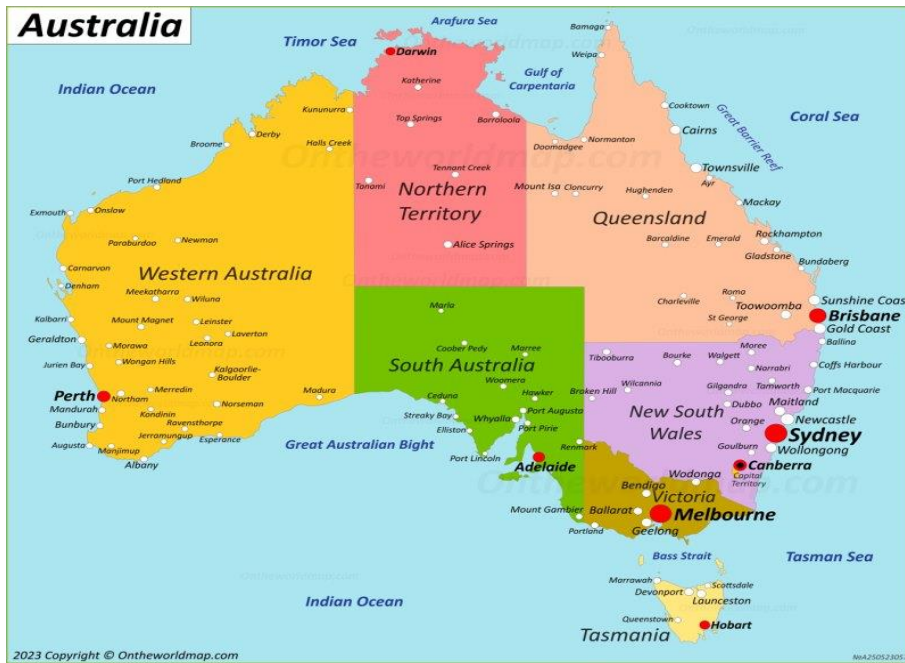 Australia
Arafura Sea
Timor Sea
Indian Ocean
Gulf of
Carpentaria
Coral Sea
Great Barrier Reef
Darwin
Katherine
Top Springs
Borroloola
Tennant Creek
Tanami
Northern
Territory
Alice Springs
Bamaga
Weipa
Cooktown
Cairns
Normanton
Doomadgee
Townsville
Ayr
Mount Isa
Cloncurry
Hughenden
Mackay
Queensland
Rockhampton
Barcaldine
Emerald
Gladstone
Bundaberg
Charleville
Roma
Toowoomba
St George
Sunshine Coas
Brisbane
Gold Coast
Kununurra
Derby
Broome
Halls Creek
Port Hedland
Exmouth
Onslow
Paraburdoo
Newman
Carnarvon
Western Australia
Denham
Meekatharra
Wiluna
Kalbarri
Mount Magnet
Leinster
Laverton
Leonora
Geraldton
Morawa
Jurien Bay
Wongan Hills
Kalgoorlie-
Boulder
Perth
Northam
Merredin
Madura
Mandurah
Kondinin
Norseman
Bunbury
Ravensthorpe
Jerramungup
Esperance
Augusta
Manjimup
Albany
Marla
Coober Pedy
Marree
South Australia
Woomera
Ceduna
Hawker
Streaky Bay
Whyalla
Port Augusta
Port Pirie
Elliston
Renmark
Port Lincoln
Adelaide
Mount Gambier
Great Australian Bight
Ballina
Tibooburra
Bourke
Walgett
Moree
Narrabri
Coffs Harbour
Broken Hill
Wilcannia
Gilgandra
Tamworth
Port Macquarie
Dubbo
Maitland
New South
Wales
Orange
Newcastle
Sydney
Goulburn
Wollongong
Canberra
Capital
Territory
Wodonga
Bendigo
Victoria
Ballarat
Melbourne
Geelong
Portland
Bass Strait
Tasman Sea
Marrawah
Scottsdale
Devonport
Launceston
Queenstown
Hobart
Tasmania
Indian Ocean
2023 Copyright © Ontheworldmap.com
Ontheworldmap.com